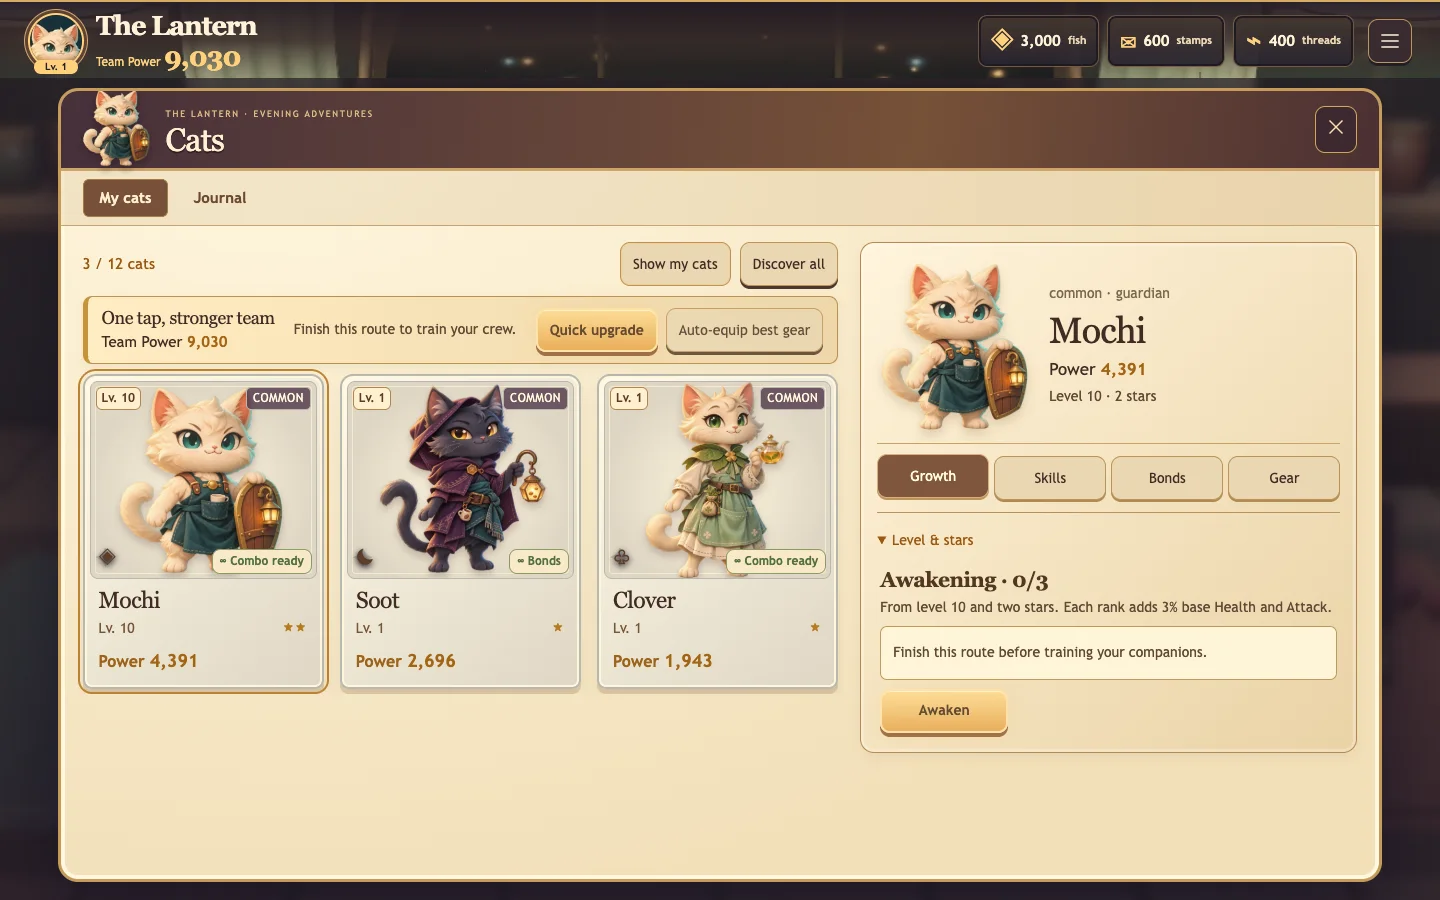 The Lantern
Team Power 9,030
Lv. 1
3,000 fish
600 stamps
400 threads
THE LANTERN · EVENING ADVENTURES
Cats
My cats
Journal
3 / 12 cats
Show my cats
Discover all
One tap, stronger team
Team Power 9,030
Finish this route to train your crew.
Quick upgrade
Auto-equip best gear
Lv. 10
COMMON
∞ Combo ready
Mochi
Lv. 10
Power 4,391
Lv. 1
COMMON
∞ Bonds
Soot
Lv. 1
Power 2,696
Lv. 1
COMMON
∞ Combo ready
Clover
Lv. 1
Power 1,943
common · guardian
Mochi
Power 4,391
Level 10 · 2 stars
Growth
Skills
Bonds
Gear
Level & stars
Awakening · 0/3
From level 10 and two stars. Each rank adds 3% base Health and Attack.
Finish this route before training your companions.
Awaken